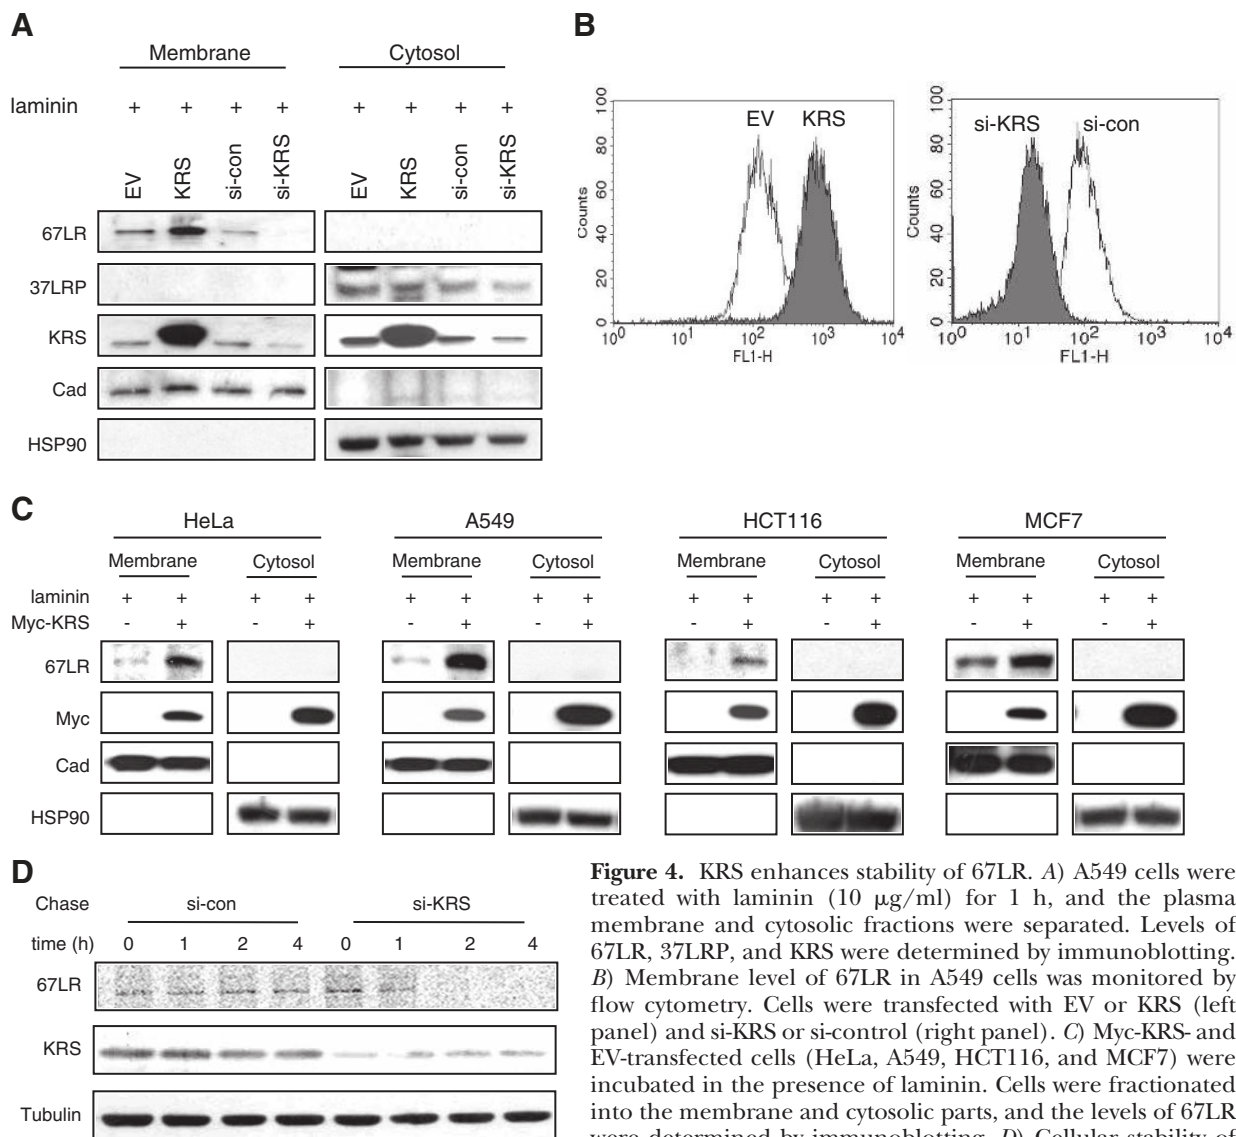 A
Membrane Cytosol
laminin + + + + + + + +
EV KRS si-con si-KRS EV KRS si-con si-KRS
67LR
37LRP
KRS
Cad
HSP90
B
EV KRS
Counts
0 20 40 60 80 100
10^0 10^1 10^2 10^3 10^4
FL1-H
si-KRS si-con
Counts
0 20 40 60 80 100
10^0 10^1 10^2 10^3 10^4
FL1-H
C
HeLa A549 HCT116 MCF7
Membrane Cytosol Membrane Cytosol Membrane Cytosol Membrane Cytosol
laminin + + + + + + + + + + + + + + + +
Myc-KRS - + - + - + - + - + - + - + - +
67LR
Myc
Cad
HSP90
D
Chase si-con si-KRS
time (h) 0 1 2 4 0 1 2 4
67LR
KRS
Tubulin
Figure 4. KRS enhances stability of 67LR. A) A549 cells were
treated with laminin (10 μg/ml) for 1 h, and the plasma
membrane and cytosolic fractions were separated. Levels of
67LR, 37LRP, and KRS were determined by immunoblotting.
B) Membrane level of 67LR in A549 cells was monitored by
flow cytometry. Cells were transfected with EV or KRS (left
panel) and si-KRS or si-control (right panel). C) Myc-KRS- and
EV-transfected cells (HeLa, A549, HCT116, and MCF7) were
incubated in the presence of laminin. Cells were fractionated
into the membrane and cytosolic parts, and the levels of 67LR
were determined by immunoblotting. D) Cellular stability of